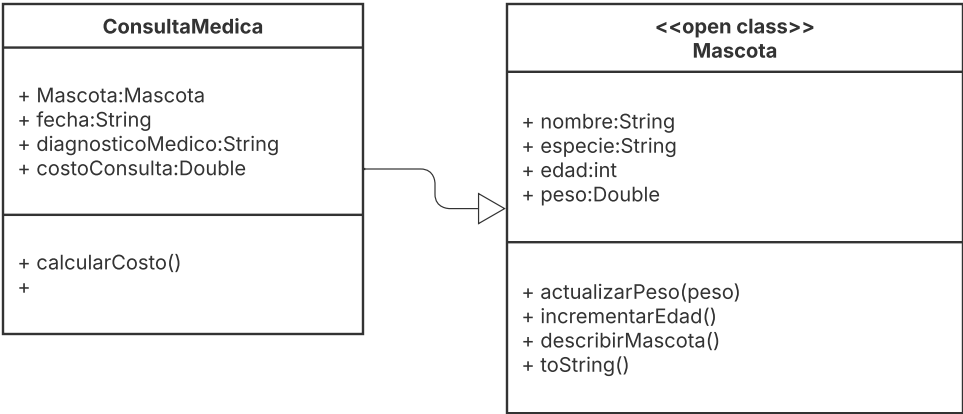 ConsultaMedica
+ Mascota:Mascota
+ fecha:String
+ diagnosticoMedico:String
+ costoConsulta:Double
+ calcularCosto()
+
<<open class>>
Mascota
+ nombre:String
+ especie:String
+ edad:int
+ peso:Double
+ actualizarPeso(peso)
+ incrementarEdad()
+ describirMascota()
+ toString()